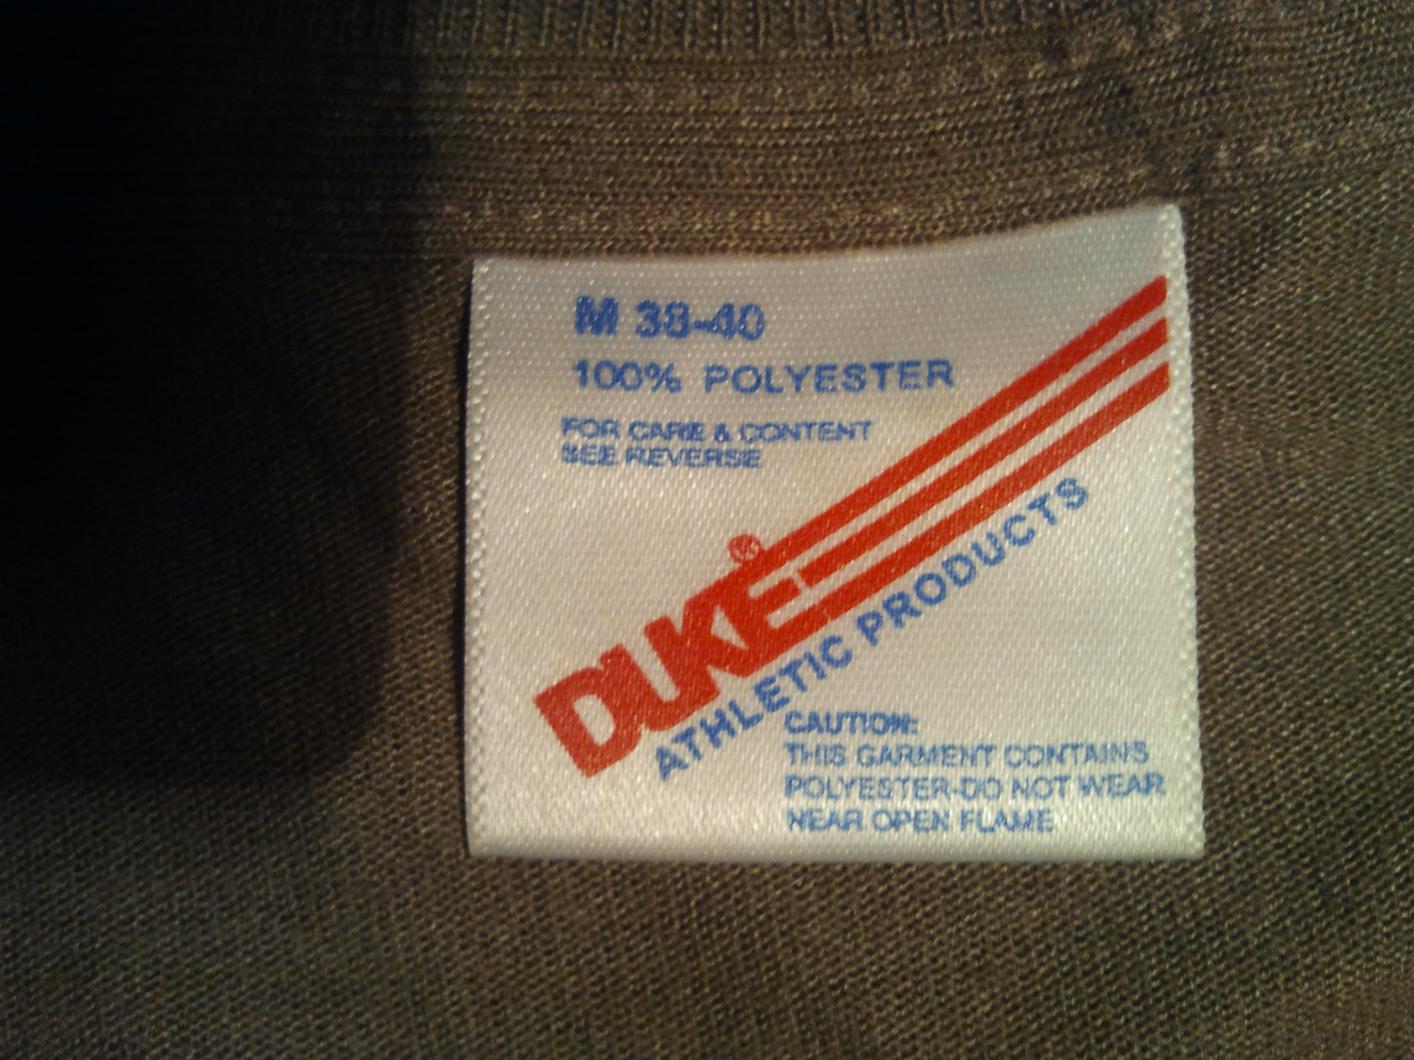 M 38-40
100% POLYESTER
FOR CARE & CONTENT
SEE REVERSE
DUKE®
ATHLETIC PRODUCTS
CAUTION:
THIS GARMENT CONTAINS
POLYESTER-DO NOT WEAR
NEAR OPEN FLAME